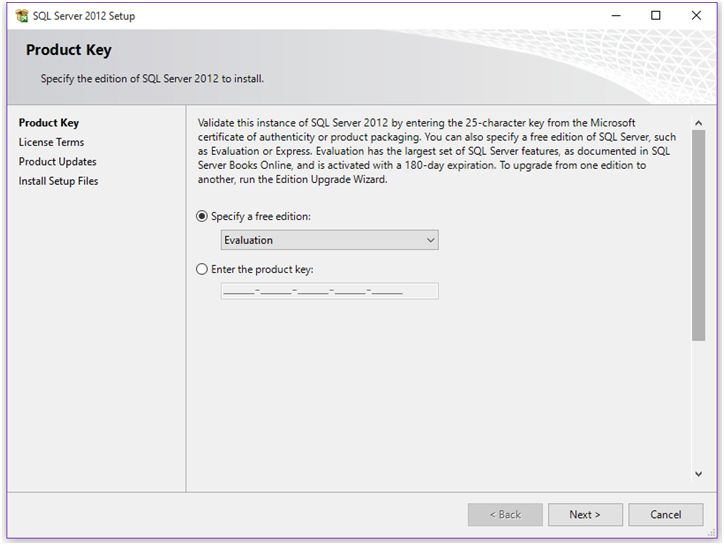 SQL Server 2012 Setup
Product Key
Specify the edition of SQL Server 2012 to install.
Product Key
License Terms
Product Updates
Install Setup Files
Validate this instance of SQL Server 2012 by entering the 25-character key from the Microsoft
certificate of authenticity or product packaging. You can also specify a free edition of SQL Server, such
as Evaluation or Express. Evaluation has the largest set of SQL Server features, as documented in SQL
Server Books Online, and is activated with a 180-day expiration. To upgrade from one edition to
another, run the Edition Upgrade Wizard.
Specify a free edition:
Evaluation
Enter the product key:
_____-_____-_____-_____-_____
< Back
Next >
Cancel